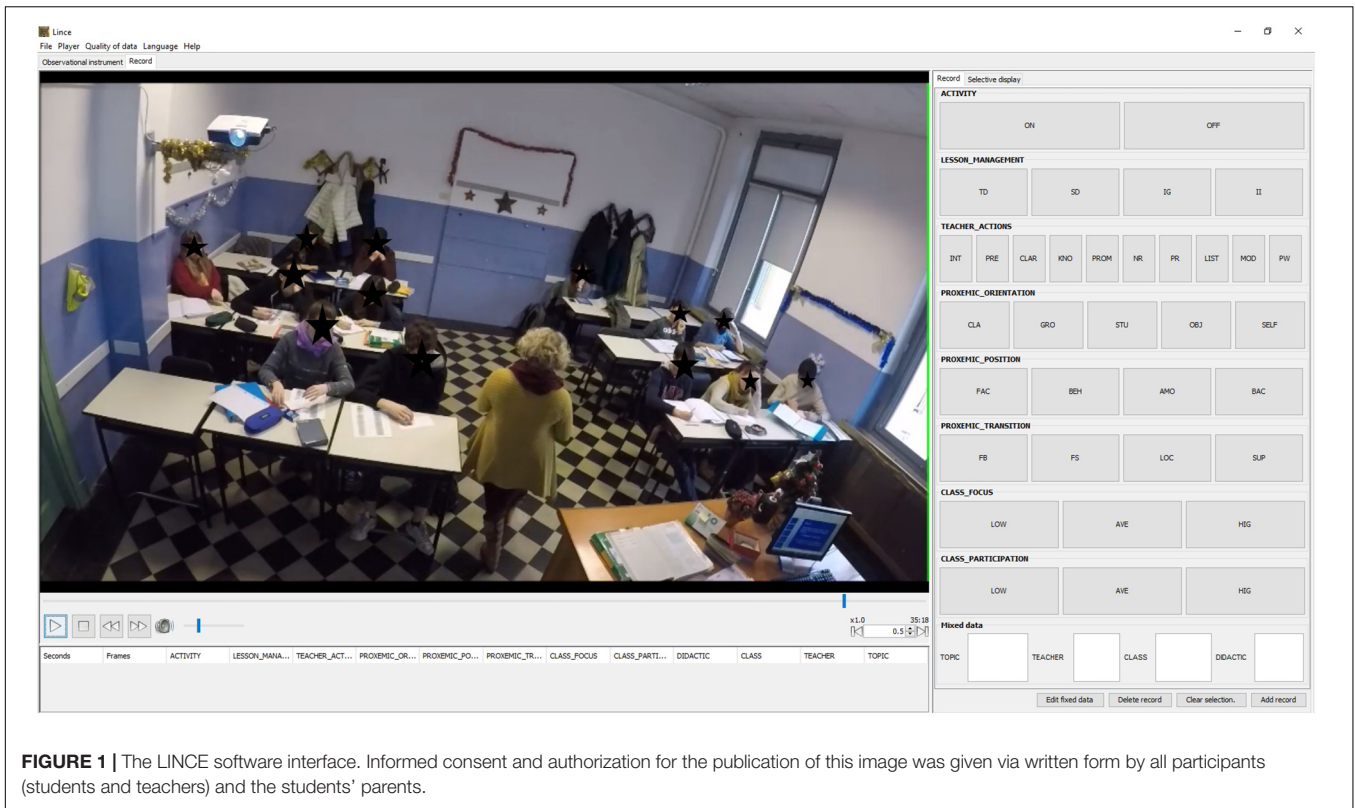 Lince
File Player Quality of data Language Help
Observational instrument Record
Record Selective display
ACTIVITY
ON OFF
LESSON_MANAGEMENT
TD SD IG II
TEACHER_ACTIONS
INT PRE CLAR KNO PROM NR PR LIST MOD PW
PROXEMIC_ORIENTATION
CLA GRO STU OBJ SELF
PROXEMIC_POSITION
FAC BEH AMO BAC
PROXEMIC_TRANSITION
FB FS LOC SUP
CLASS_FOCUS
LOW AVE HIG
CLASS_PARTICIPATION
LOW AVE HIG
Mixed data
TOPIC TEACHER CLASS DIDACTIC
Edit fixed data Delete record Clear selection. Add record
x1.0 35:18
0.5
Seconds Frames ACTIVITY LESSON_MANA... TEACHER_ACT... PROXEMIC_OR... PROXEMIC_PO... PROXEMIC_TR... CLASS_FOCUS CLASS_PARTI... DIDACTIC CLASS TEACHER TOPIC
FIGURE 1 | The LINCE software interface. Informed consent and authorization for the publication of this image was given via written form by all participants
(students and teachers) and the students' parents.